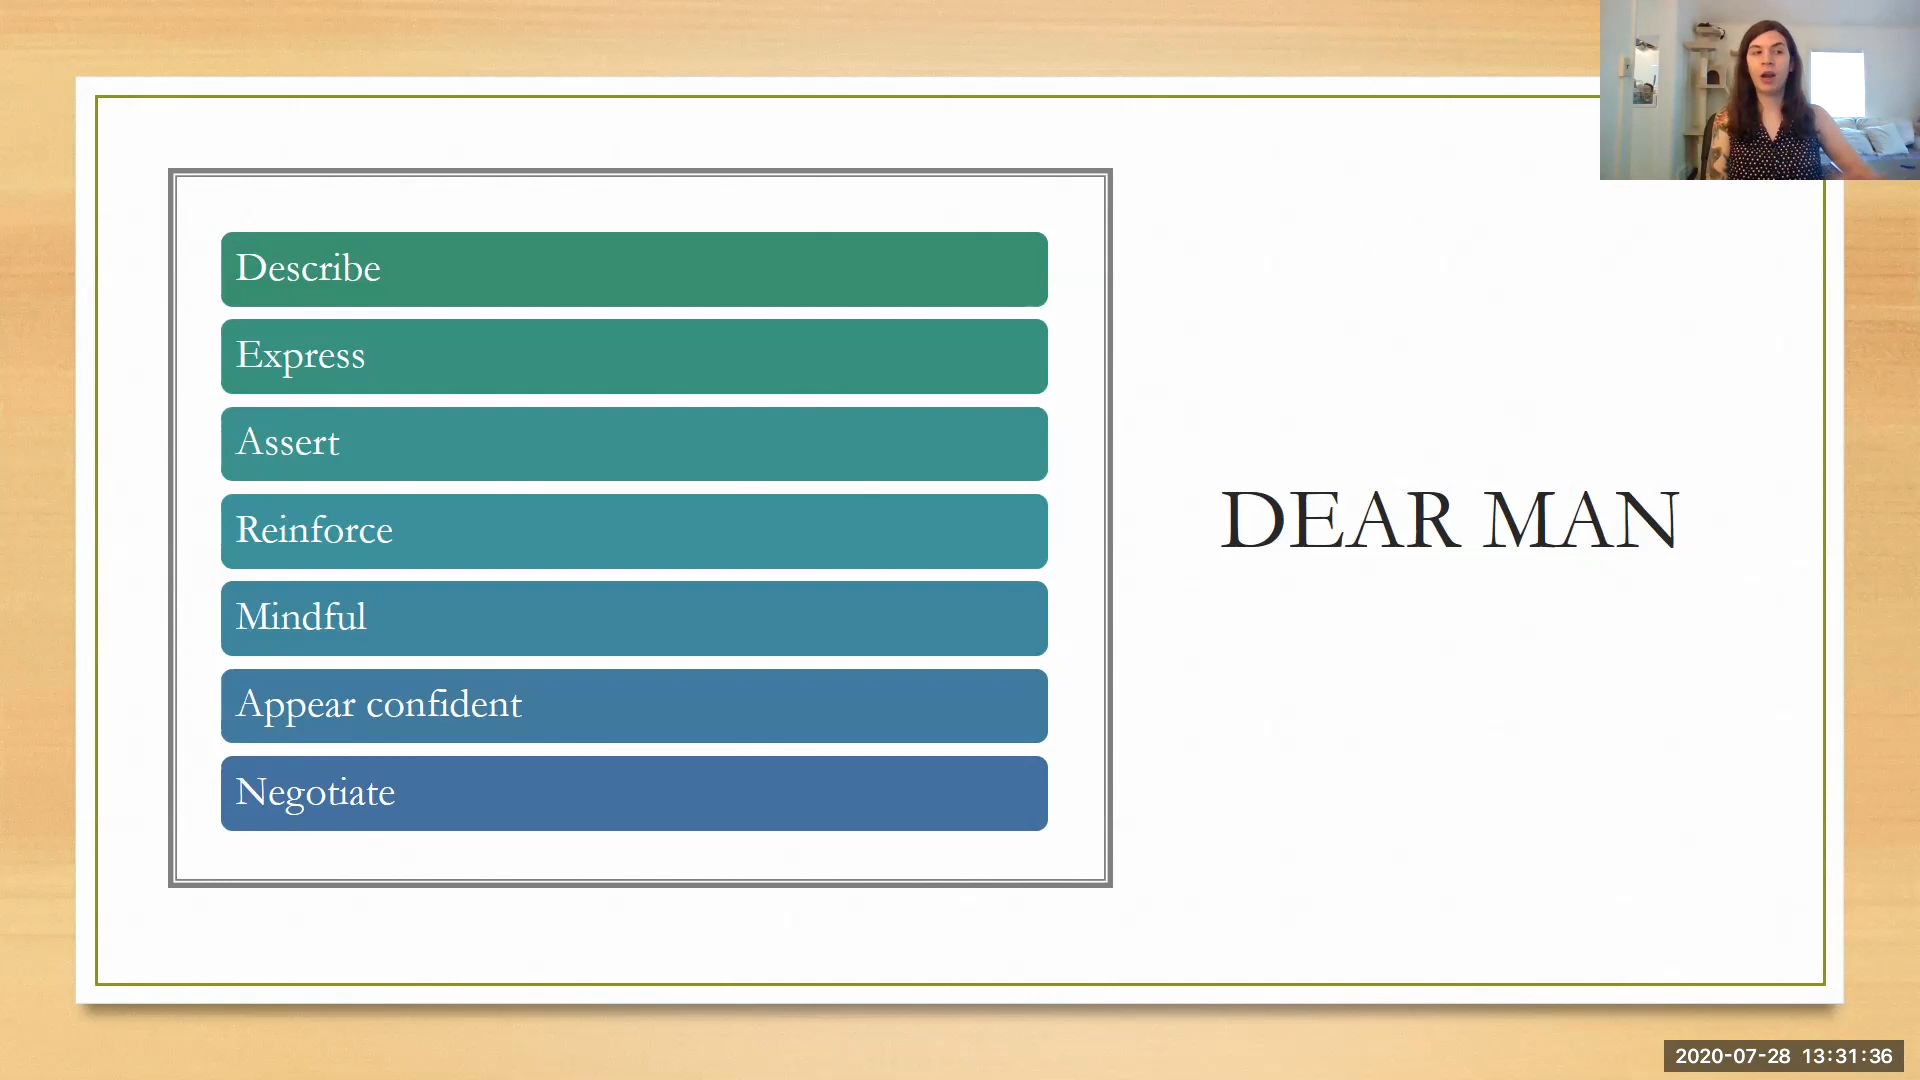 Describe
Express
Assert
Reinforce
Mindful
Appear confident
Negotiate
DEAR MAN
2020-07-28 13:31:36